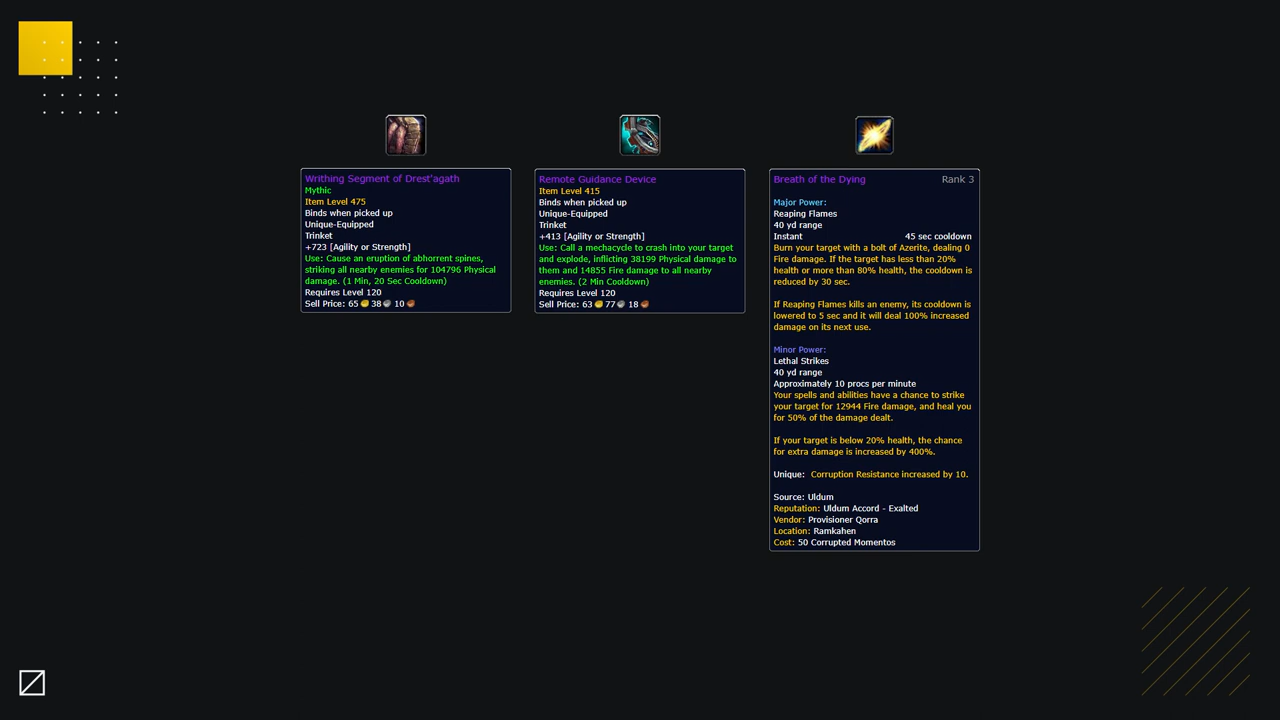 Writhing Segment of Drest'agath
Mythic
Item Level 475
Binds when picked up
Unique-Equipped
Trinket
+723 [Agility or Strength]
Use: Cause an eruption of abhorrent spines,
striking all nearby enemies for 104796 Physical
damage. (1 Min, 20 Sec Cooldown)
Requires Level 120
Sell Price: 65 38 10
Remote Guidance Device
Item Level 415
Binds when picked up
Unique-Equipped
Trinket
+413 [Agility or Strength]
Use: Call a mechacycle to crash into your target
and explode, inflicting 38199 Physical damage to
them and 14855 Fire damage to all nearby
enemies. (2 Min Cooldown)
Requires Level 120
Sell Price: 63 77 18
Breath of the Dying Rank 3
Major Power:
Reaping Flames
40 yd range
Instant 45 sec cooldown
Burn your target with a bolt of Azerite, dealing 0
Fire damage. If the target has less than 20%
health or more than 80% health, the cooldown is
reduced by 30 sec.
If Reaping Flames kills an enemy, its cooldown is
lowered to 5 sec and it will deal 100% increased
damage on its next use.
Minor Power:
Lethal Strikes
40 yd range
Approximately 10 procs per minute
Your spells and abilities have a chance to strike
your target for 12944 Fire damage, and heal you
for 50% of the damage dealt.
If your target is below 20% health, the chance
for extra damage is increased by 400%.
Unique: Corruption Resistance increased by 10.
Source: Uldum
Reputation: Uldum Accord - Exalted
Vendor: Provisioner Qorra
Location: Ramkahen
Cost: 50 Corrupted Momentos